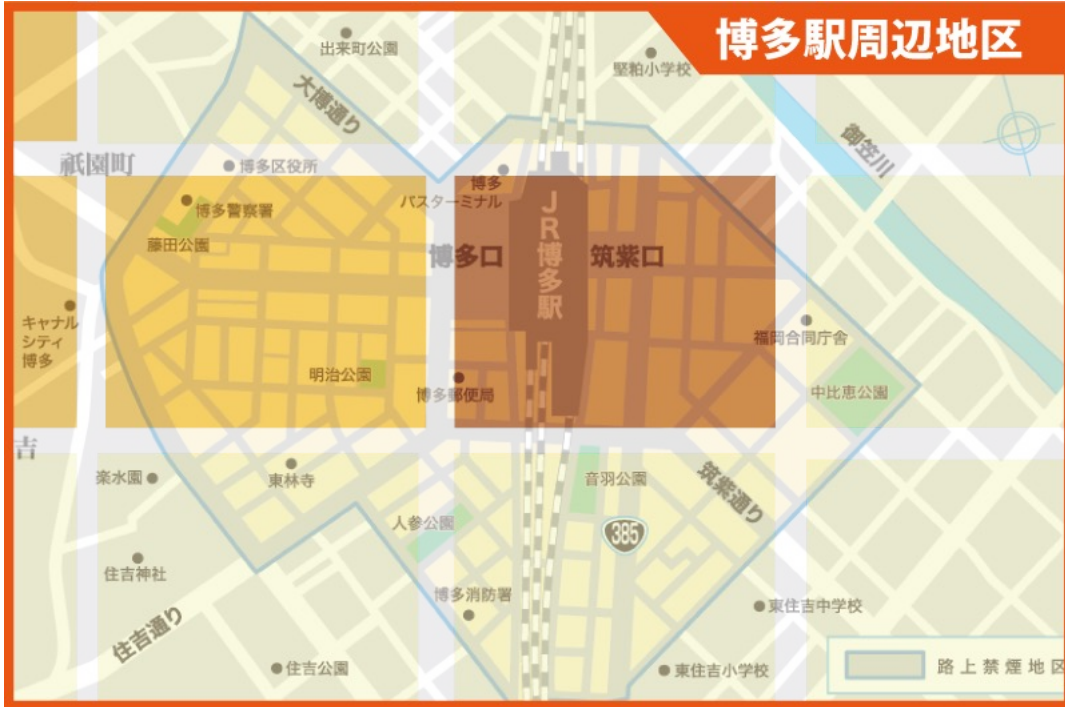 博多駅周辺地区
出来町公園
堅粕小学校
大博通り
御笠川
祇園町
博多区役所
博多
バスターミナル
博多警察署
JR博多駅
藤田公園
博多口
筑紫口
キャナル
シティ
博多
福岡合同庁舎
明治公園
博多郵便局
中比恵公園
吉
楽水園
東林寺
音羽公園
筑紫通り
人参公園
385
住吉神社
博多消防署
東住吉中学校
住吉通り
住吉公園
東住吉小学校
路上禁煙地区